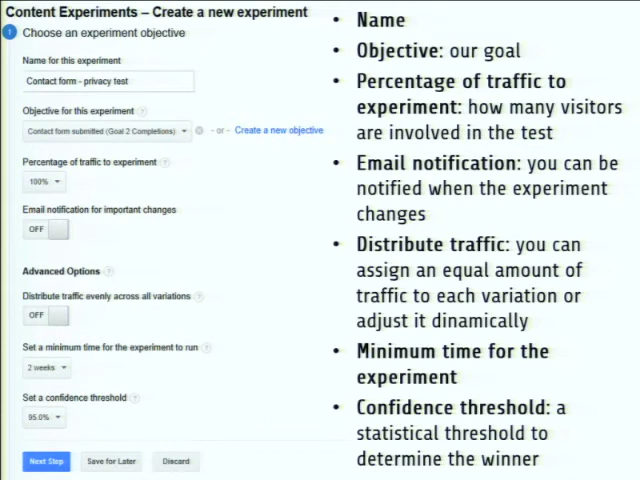 Content Experiments – Create a new experiment
1 Choose an experiment objective
Name for this experiment
Contact form - privacy test
Objective for this experiment ?
Contact form submitted (Goal 2 Completions) - or - Create a new objective
Percentage of traffic to experiment ?
100%
Email notification for important changes
OFF
Advanced Options ?
Distribute traffic evenly across all variations ?
OFF
Set a minimum time for the experiment to run ?
2 weeks
Set a confidence threshold ?
95.0%
Next Step Save for Later Discard
• Name
• Objective: our goal
• Percentage of traffic to
experiment: how many visitors
are involved in the test
• Email notification: you can be
notified when the experiment
changes
• Distribute traffic: you can
assign an equal amount of
traffic to each variation or
adjust it dinamically
• Minimum time for the
experiment
• Confidence threshold: a
statistical threshold to
determine the winner